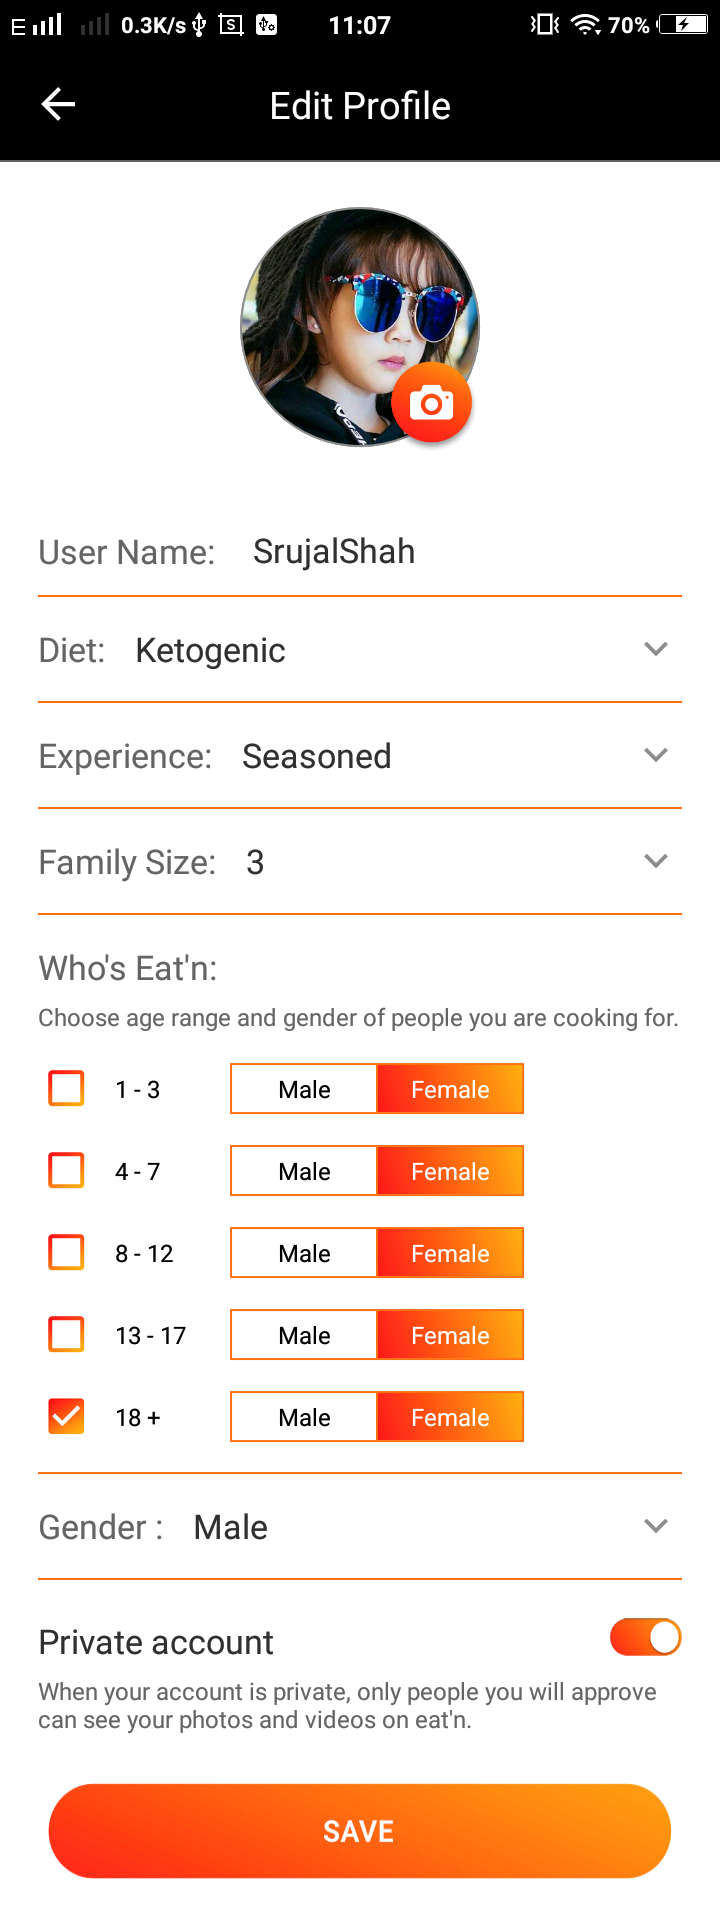 0.3K/s 11:07 70%
Edit Profile
User Name: SrujalShah
Diet: Ketogenic
Experience: Seasoned
Family Size: 3
Who's Eat'n:
Choose age range and gender of people you are cooking for.
1 - 3 Male Female
4 - 7 Male Female
8 - 12 Male Female
13 - 17 Male Female
18 + Male Female
Gender : Male
Private account
When your account is private, only people you will approve
can see your photos and videos on eat'n.
SAVE